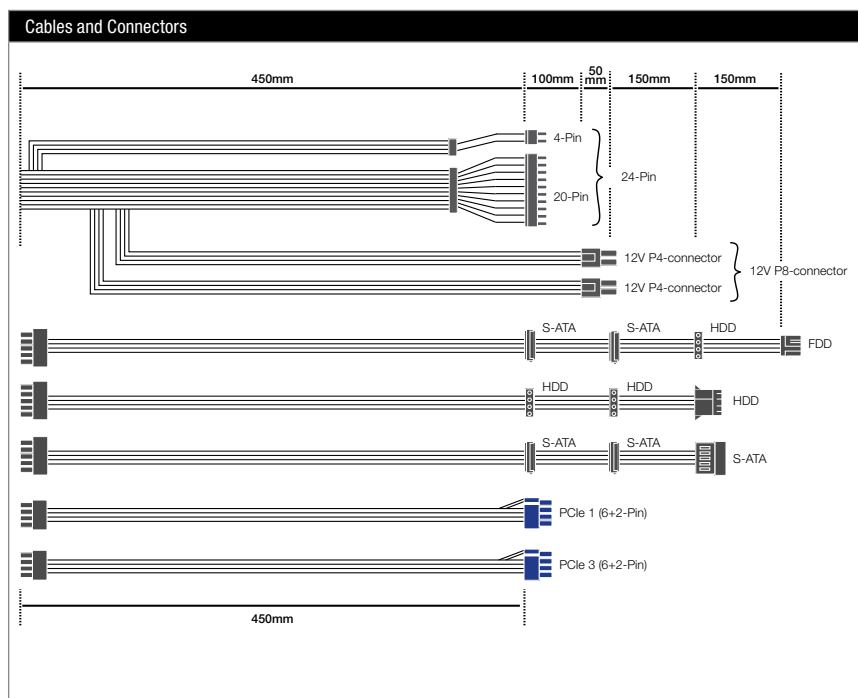 Cables and Connectors
450mm 100mm 50 mm 150mm 150mm
4-Pin
20-Pin
24-Pin
12V P4-connector
12V P4-connector
12V P8-connector
S-ATA S-ATA HDD FDD
HDD HDD HDD
S-ATA S-ATA S-ATA
PCIe 1 (6+2-Pin)
PCIe 3 (6+2-Pin)
450mm